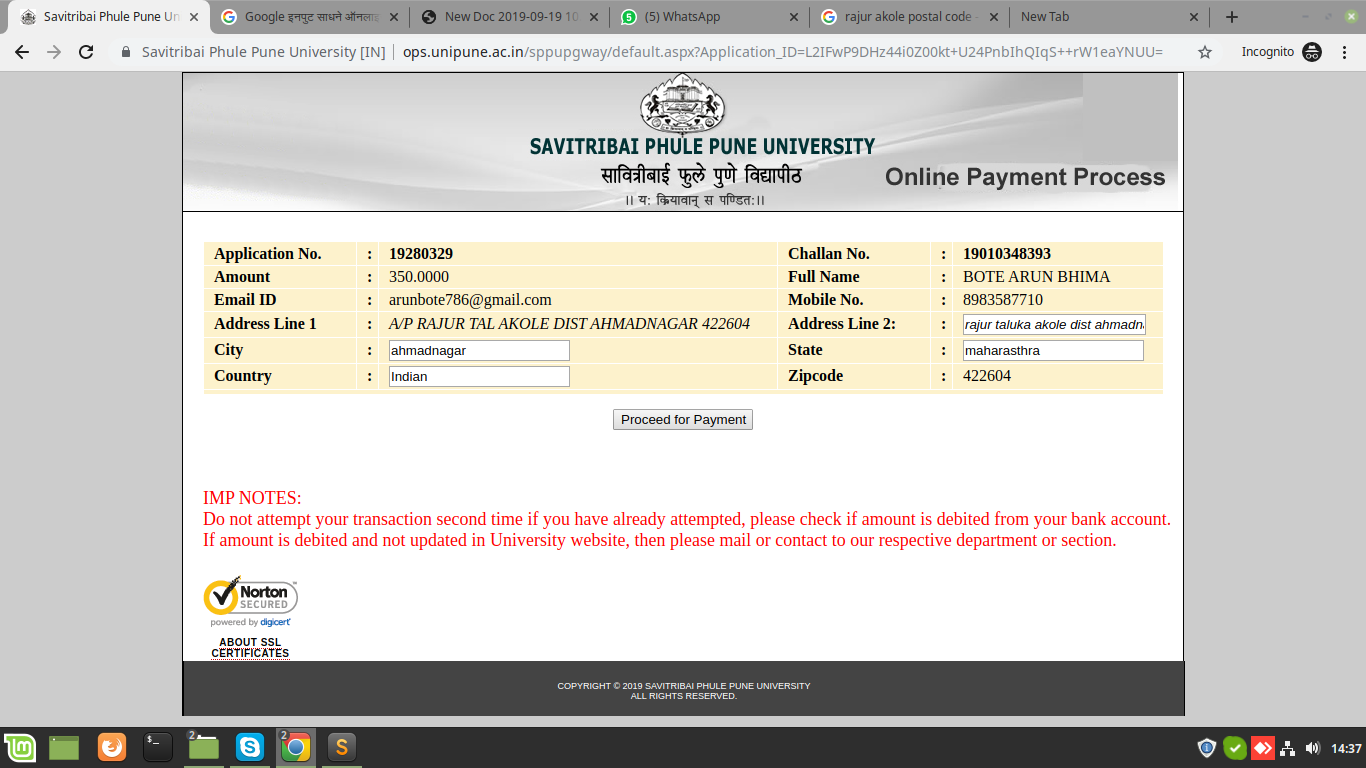 Savitribai Phule Pune Un
Google इनपुट साधने ऑनलाइ
New Doc 2019-09-19 10
(5) WhatsApp
rajur akole postal code -
New Tab
Savitribai Phule Pune University [IN]
ops.unipune.ac.in/sppupgway/default.aspx?Application_ID=L2IFwP9DHz44i0Z00kt+U24PnbIhQIqS++rW1eaYNUU=
Incognito
SAVITRIBAI PHULE PUNE UNIVERSITY
सावित्रीबाई फुले पुणे विद्यापीठ
Online Payment Process
।। यः क्रियावान् स पण्डितः।।
Application No. : 19280329 Challan No. : 19010348393
Amount : 350.0000 Full Name : BOTE ARUN BHIMA
Email ID : arunbote786@gmail.com Mobile No. : 8983587710
Address Line 1 : A/P RAJUR TAL AKOLE DIST AHMADNAGAR 422604 Address Line 2: : rajur taluka akole dist ahmadn
City : ahmadnagar State : maharasthra
Country : Indian Zipcode : 422604
Proceed for Payment
IMP NOTES:
Do not attempt your transaction second time if you have already attempted, please check if amount is debited from your bank account.
If amount is debited and not updated in University website, then please mail or contact to our respective department or section.
Norton
SECURED
powered by digicert
ABOUT SSL
CERTIFICATES
COPYRIGHT © 2019 SAVITRIBAI PHULE PUNE UNIVERSITY
ALL RIGHTS RESERVED.
2
2
14:37